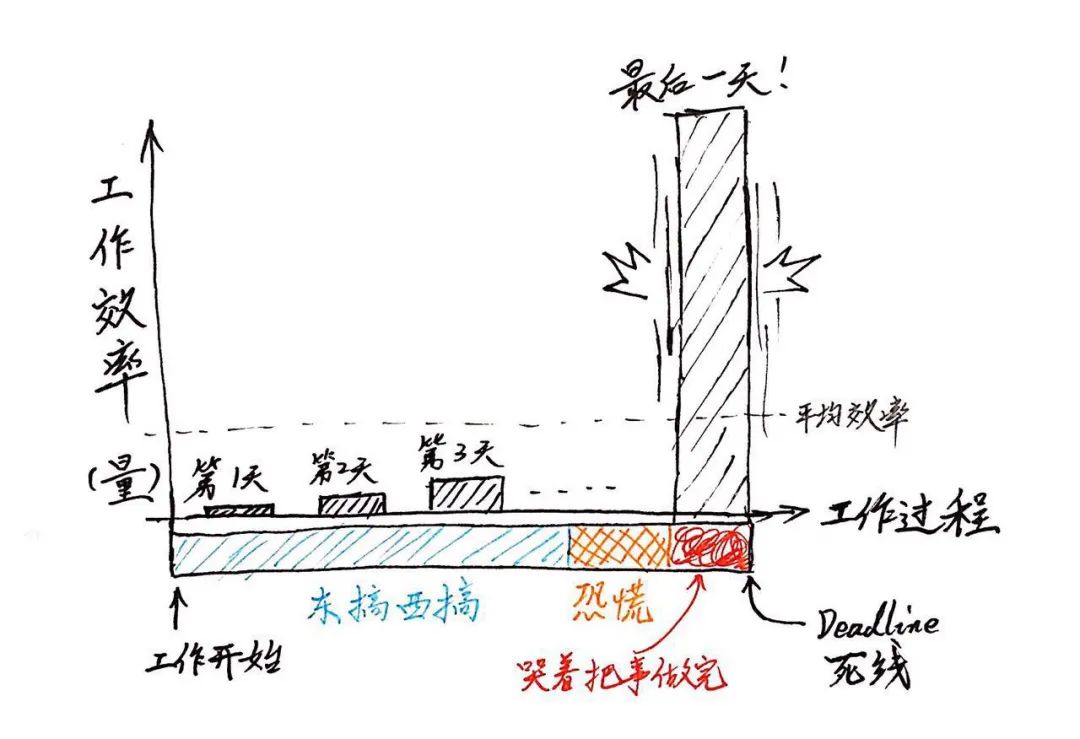 最后一天!
工作效率
(量)
平均效率
第1天
第2天
第3天
工作过程
东搞西搞
恐慌
工作开始
哭着把事做完
Deadline
死线